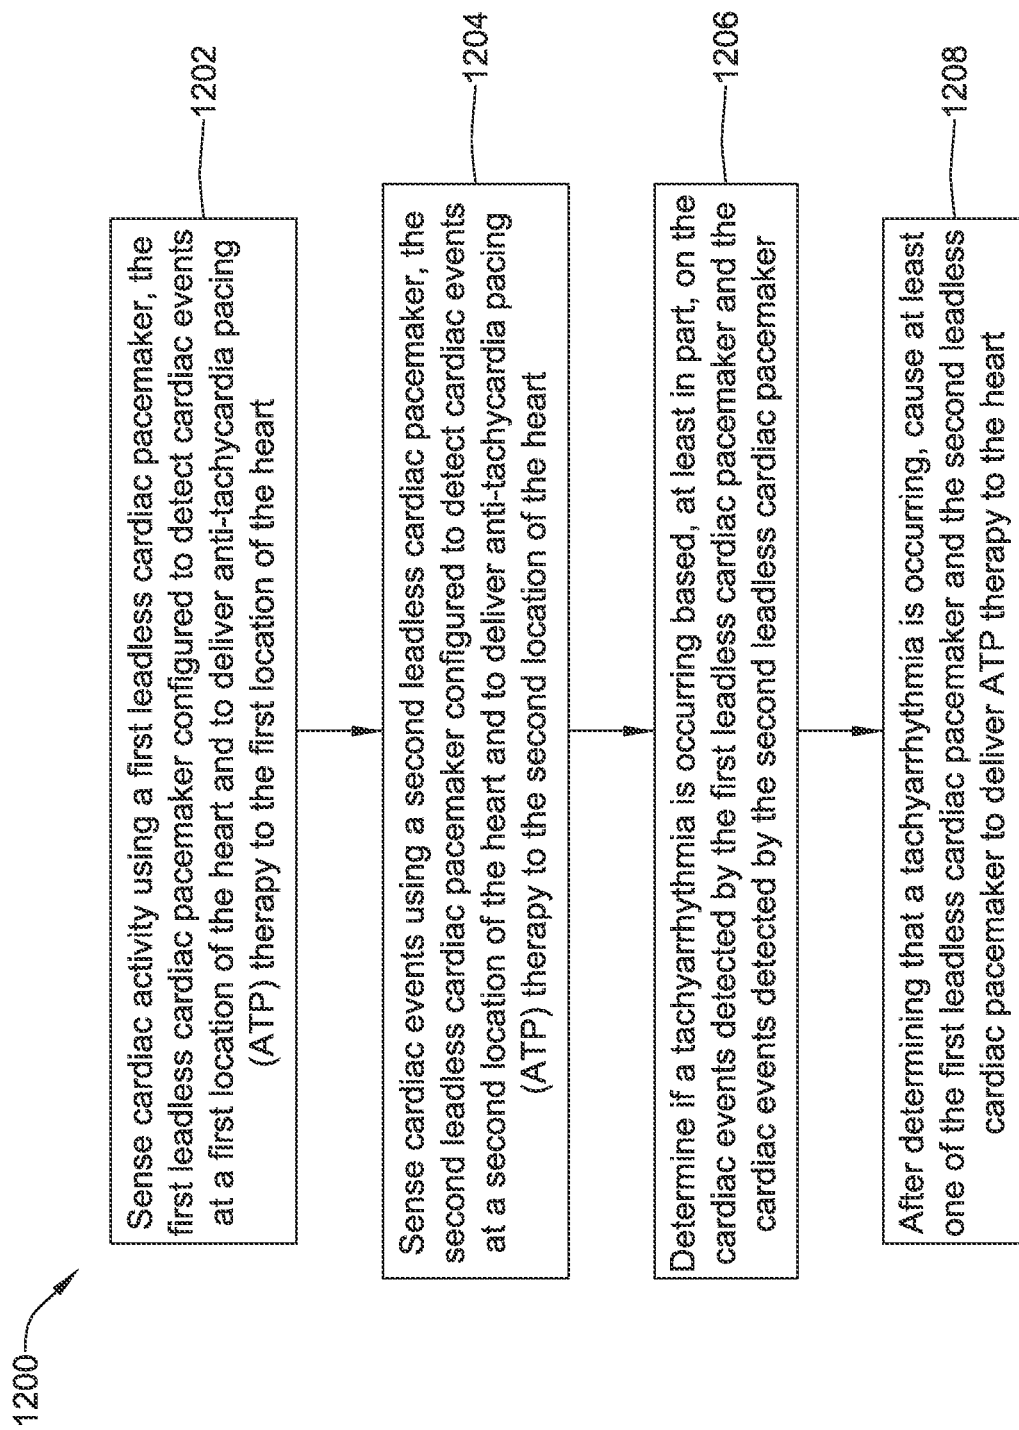 1200
Sense cardiac activity using a first leadless cardiac pacemaker, the
first leadless cardiac pacemaker configured to detect cardiac events
at a first location of the heart and to deliver anti-tachycardia pacing
(ATP) therapy to the first location of the heart
1202
Sense cardiac events using a second leadless cardiac pacemaker, the
second leadless cardiac pacemaker configured to detect cardiac events
at a second location of the heart and to deliver anti-tachycardia pacing
(ATP) therapy to the second location of the heart
1204
Determine if a tachyarrhythmia is occurring based, at least in part, on the
cardiac events detected by the first leadless cardiac pacemaker and the
cardiac events detected by the second leadless cardiac pacemaker
1206
After determining that a tachyarrhythmia is occurring, cause at least
one of the first leadless cardiac pacemaker and the second leadless
cardiac pacemaker to deliver ATP therapy to the heart
1208